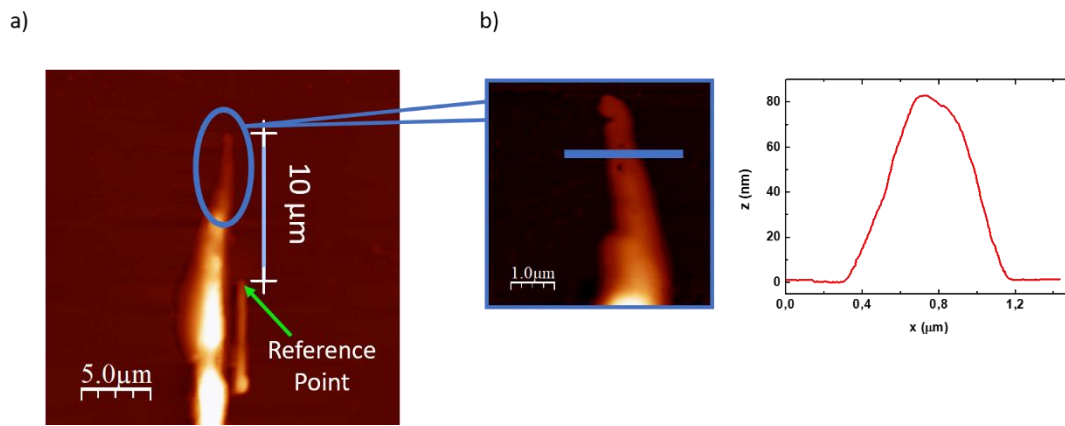 a)
b)
10 μm
Reference
Point
5.0μm
1.0μm
z (nm)
80
60
40
20
0
0,0
0,4
0,8
1,2
x (μm)